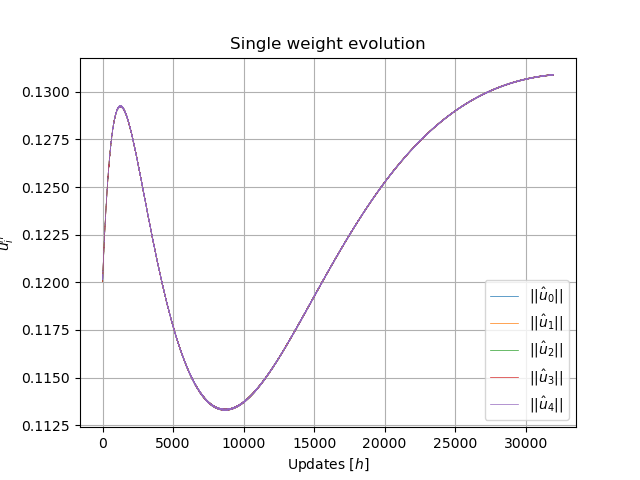 Single weight evolution
0.1300
0.1275
0.1250
0.1225
0.1200
0.1175
0.1150
0.1125
0
5000
10000
15000
20000
25000
30000
Updates [h]
||û₀||
||û₁||
||û₂||
||û₃||
||û₄||